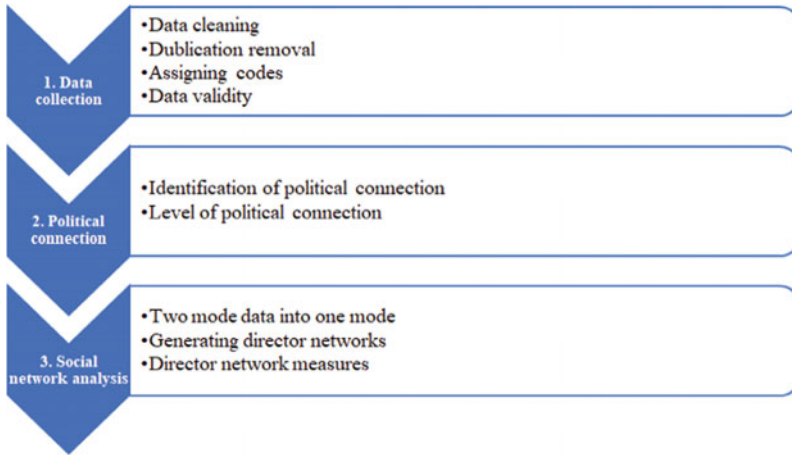 1. Data
collection
•Data cleaning
•Dublication removal
•Assigning codes
•Data validity
2. Political
connection
•Identification of political connection
•Level of political connection
3. Social
network analysis
•Two mode data into one mode
•Generating director networks
•Director network measures